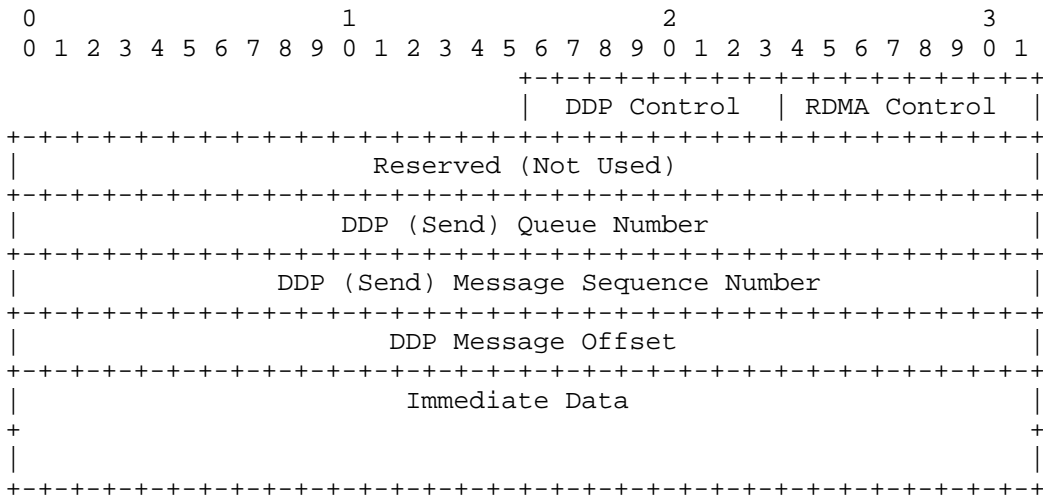 0                   1                   2                   3
0 1 2 3 4 5 6 7 8 9 0 1 2 3 4 5 6 7 8 9 0 1 2 3 4 5 6 7 8 9 0 1
+-+-+-+-+-+-+-+-+-+-+-+-+-+-+-+-+
| DDP Control | RDMA Control |
+-+-+-+-+-+-+-+-+-+-+-+-+-+-+-+-+-+-+-+-+-+-+-+-+-+-+-+-+-+-+-+-+
| Reserved (Not Used) |
+-+-+-+-+-+-+-+-+-+-+-+-+-+-+-+-+-+-+-+-+-+-+-+-+-+-+-+-+-+-+-+-+
| DDP (Send) Queue Number |
+-+-+-+-+-+-+-+-+-+-+-+-+-+-+-+-+-+-+-+-+-+-+-+-+-+-+-+-+-+-+-+-+
| DDP (Send) Message Sequence Number |
+-+-+-+-+-+-+-+-+-+-+-+-+-+-+-+-+-+-+-+-+-+-+-+-+-+-+-+-+-+-+-+-+
| DDP Message Offset |
+-+-+-+-+-+-+-+-+-+-+-+-+-+-+-+-+-+-+-+-+-+-+-+-+-+-+-+-+-+-+-+-+
| Immediate Data |
+ +
| |
+-+-+-+-+-+-+-+-+-+-+-+-+-+-+-+-+-+-+-+-+-+-+-+-+-+-+-+-+-+-+-+-+